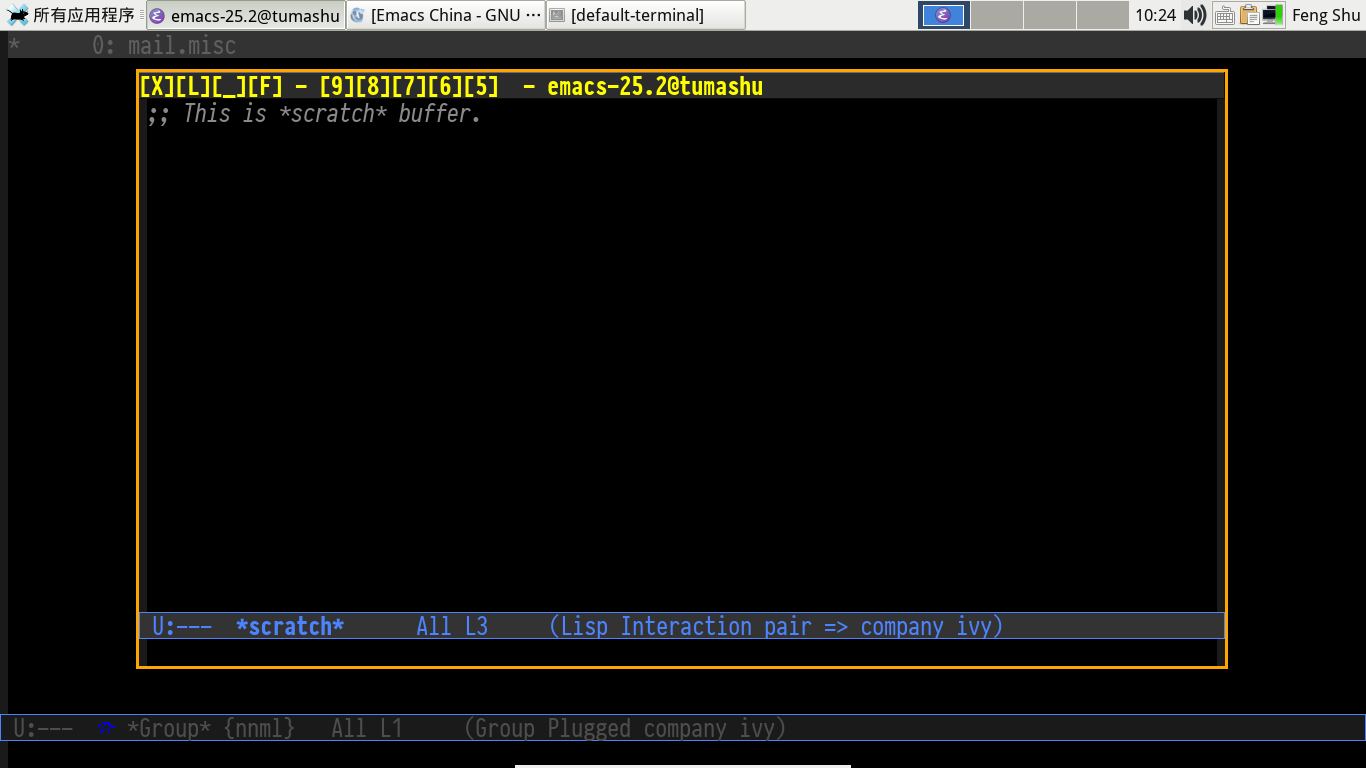 所有应用程序 emacs-25.2@tumashu [Emacs China - GNU ··· [default-terminal] 10:24 Feng Shu
* 0: mail.misc
[X][L][_][F] - [9][8][7][6][5] - emacs-25.2@tumashu
;; This is *scratch* buffer.
U:--- *scratch* All L3 (Lisp Interaction pair => company ivy)
U:--- *Group* {nnml} All L1 (Group Plugged company ivy)